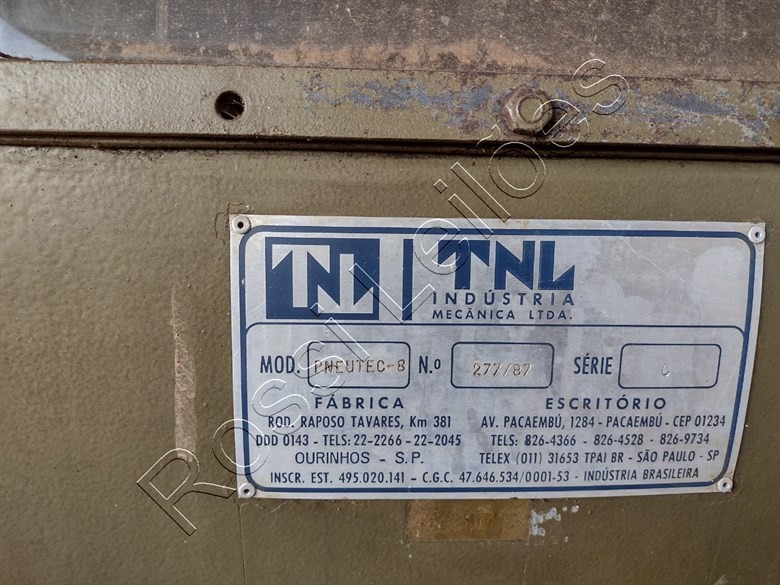 TNL TNL
INDÚSTRIA
MECÂNICA LTDA.
MOD. PNEUTEC-8 N.º 277/87 SÉRIE C
FÁBRICA ESCRITÓRIO
ROD. RAPOSO TAVARES, Km 381 AV. PACAEMBÚ, 1284 - PACAEMBÚ - CEP 01234
DDD 0143 - TELS: 22-2266 - 22-2045 TELS: 826-4366 - 826-4528 - 826-9734
OURINHOS - S.P. TELEX (011) 31653 TPAI BR - SÃO PAULO - SP
INSCR. EST. 495.020.141 - C.G.C. 47.646.534/0001-53 - INDÚSTRIA BRASILEIRA
Rossi Leilões